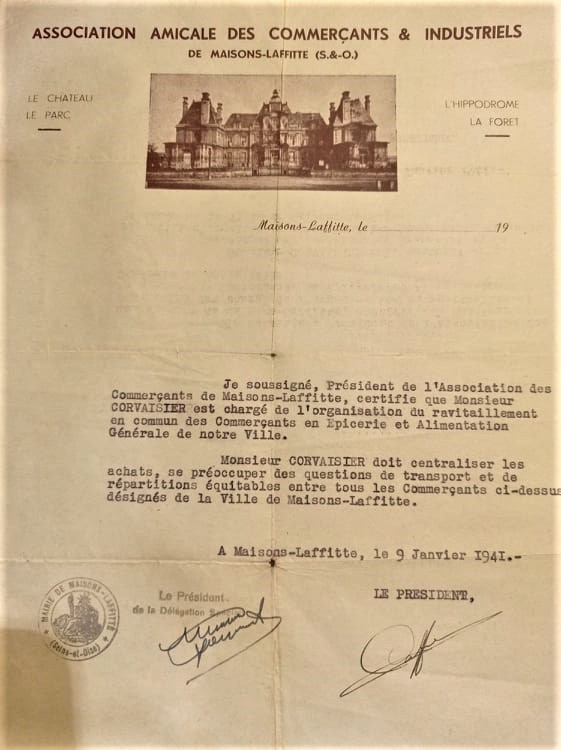 ASSOCIATION AMICALE DES COMMERÇANTS & INDUSTRIELS
DE MAISONS-LAFFITTE (S.&-O.)
LE CHATEAU
LE PARC
L'HIPPODROME
LA FORET
Maisons-Laffitte, le 19
Je soussigné, Président de l'Association des
Commerçants de Maisons-Laffitte, certifie que Monsieur
CORVAISIER est chargé de l'organisation du ravitaillement
en commun des Commerçants en Epicerie et Alimentation
Générale de notre Ville.
Monsieur CORVAISIER doit centraliser les
achats, se préoccuper des questions de transport et de
répartitions équitables entre tous les Commerçants ci-dessus
désignés de la Ville de Maisons-Laffitte.
A Maisons-Laffitte, le 9 Janvier 1941.-
LE PRESIDENT,
Le Président
de la Délégation
MAIRIE DE MAISONS-LAFFITTE
(Seine-et-Oise)